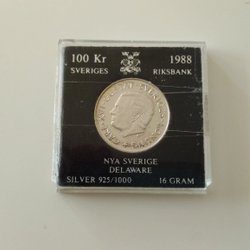 100 Kr 1988
SVERIGES RIKSBANK
NYA SVERIGE
DELAWARE
SILVER 925/1000 16 GRAM